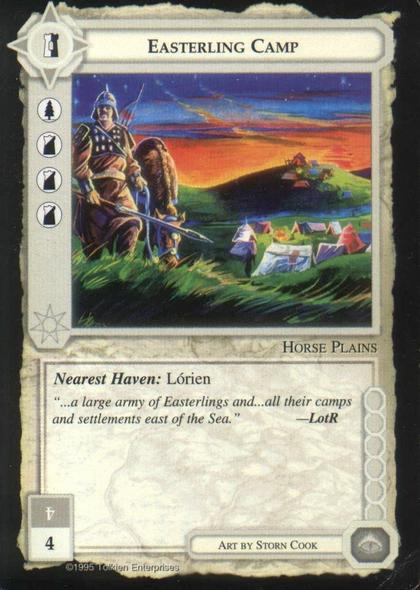 EASTERLING CAMP
HORSE PLAINS
Nearest Haven: Lórien
“...a large army of Easterlings and...all their camps
and settlements east of the Sea.” —LotR
4
4
ART BY STORN COOK
©1995 Tolkien Enterprises